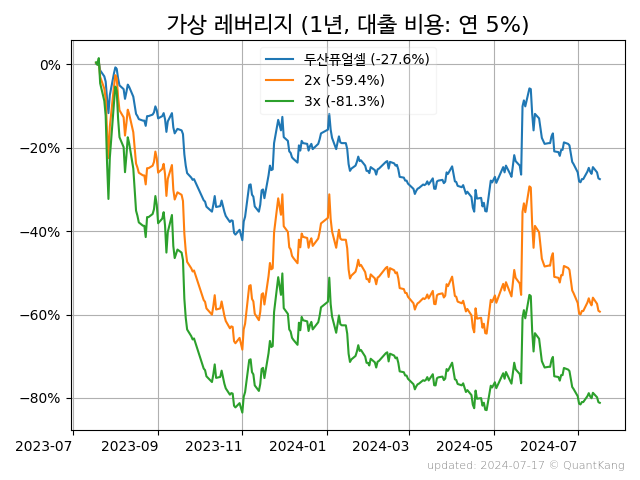 가상 레버리지 (1년, 대출 비용: 연 5%)
두산퓨얼셀 (-27.6%)
2x (-59.4%)
3x (-81.3%)
0%
−20%
−40%
−60%
−80%
2023-07 2023-09 2023-11 2024-01 2024-03 2024-05 2024-07
updated: 2024-07-17 © QuantKang